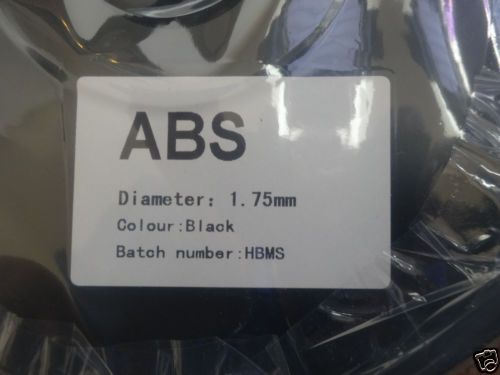 ABS
Diameter: 1.75mm
Colour:Black
Batch number:HBMS